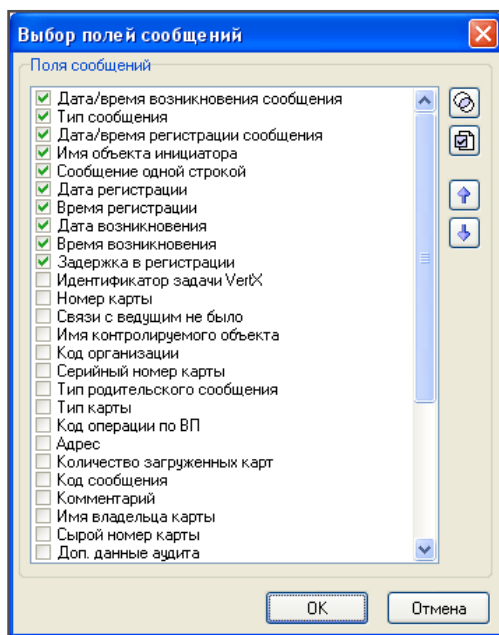 Выбор полей сообщений
Поля сообщений
Дата/время возникновения сообщения
Тип сообщения
Дата/время регистрации сообщения
Имя объекта инициатора
Сообщение одной строкой
Дата регистрации
Время регистрации
Дата возникновения
Время возникновения
Задержка в регистрации
Идентификатор задачи VertX
Номер карты
Связи с ведущим не было
Имя контролируемого объекта
Код организации
Серийный номер карты
Тип родительского сообщения
Тип карты
Код операции по ВП
Адрес
Количество загруженных карт
Код сообщения
Комментарий
Имя владельца карты
Сырой номер карты
Доп. данные аудита
OK
Отмена